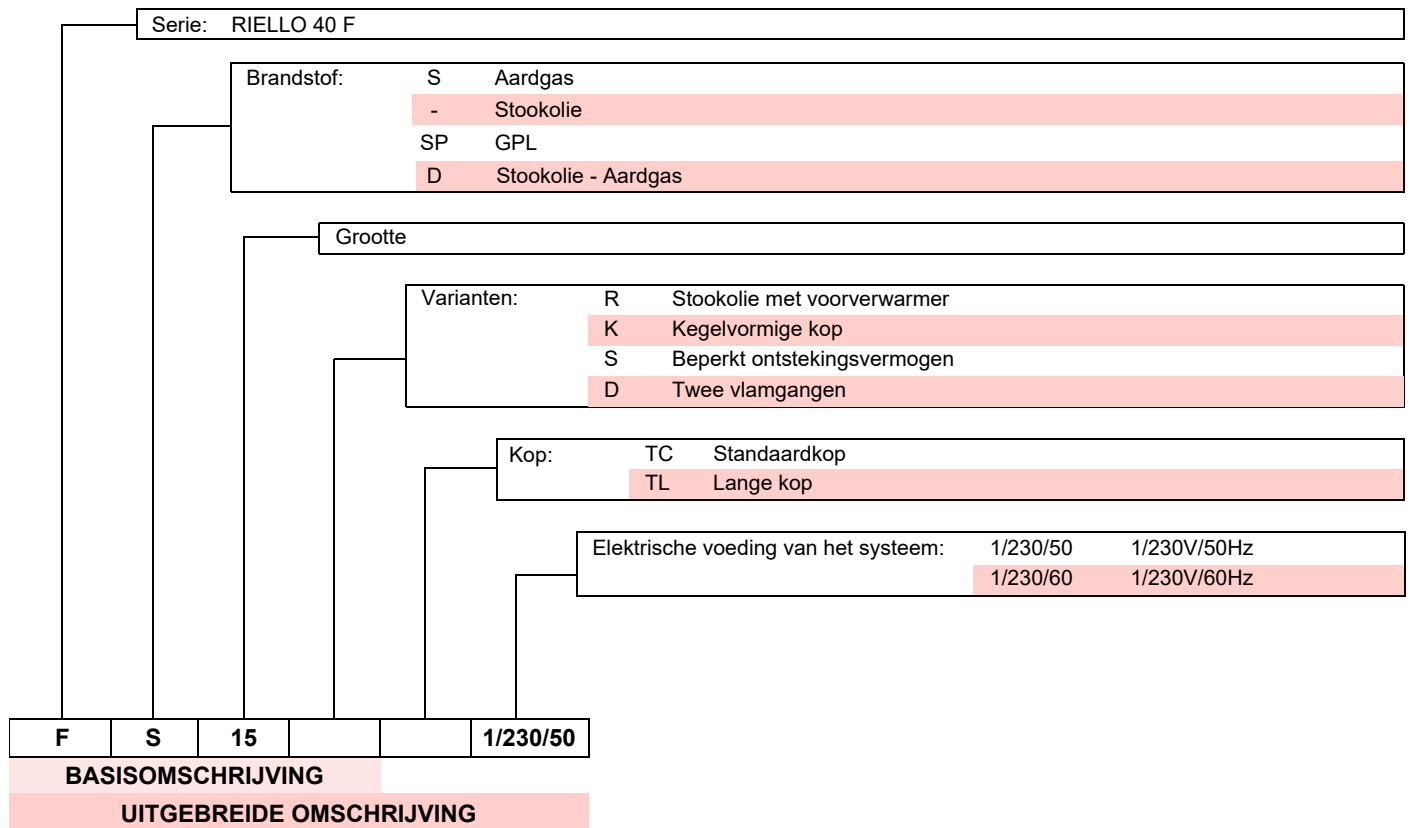 Serie: RIELLO 40 F
Brandstof: S Aardgas
- Stookolie
SP GPL
D Stookolie - Aardgas
Grootte
Varianten: R Stookolie met voorverwarmer
K Kegelvormige kop
S Beperkt ontstekingsvermogen
D Twee vlamgangen
Kop: TC Standaardkop
TL Lange kop
Elektrische voeding van het systeem: 1/230/50 1/230V/50Hz
1/230/60 1/230V/60Hz
F S 15 1/230/50
BASISOMSCHRIJVING
UITGEBREIDE OMSCHRIJVING